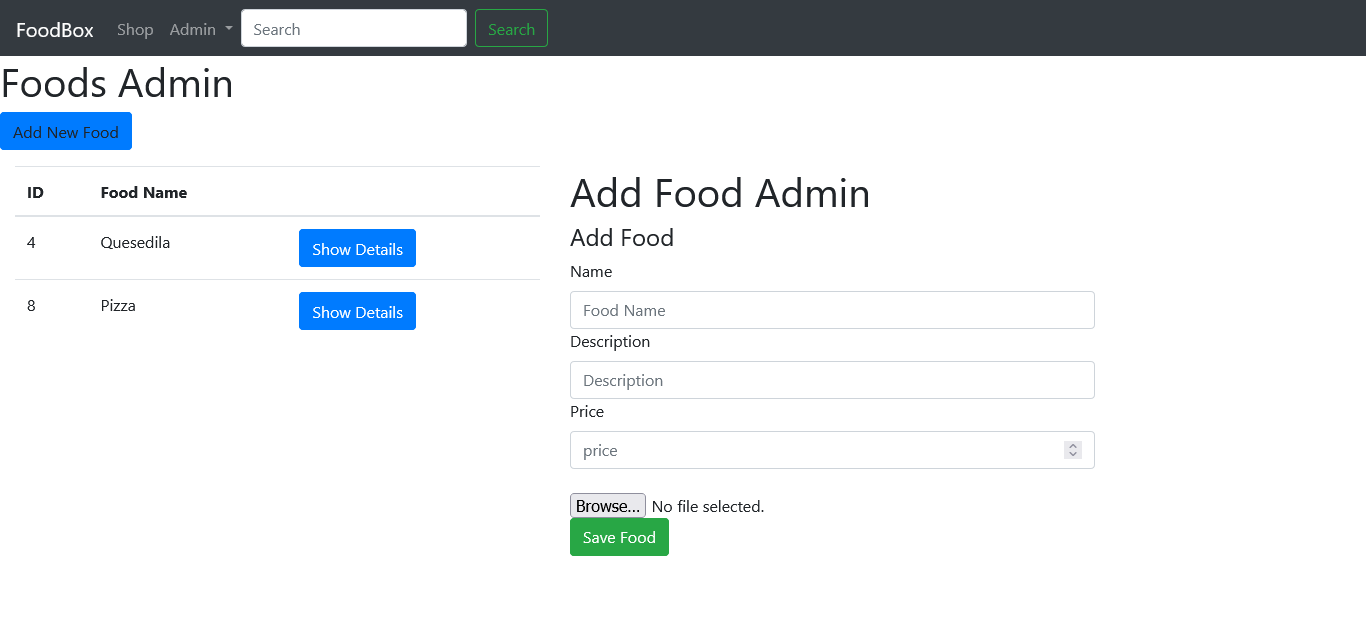 FoodBox Shop Admin Search Search
Foods Admin
Add New Food
ID Food Name
4 Quesedila Show Details
8 Pizza Show Details
Add Food Admin
Add Food
Name
Food Name
Description
Description
Price
price
Browse... No file selected.
Save Food